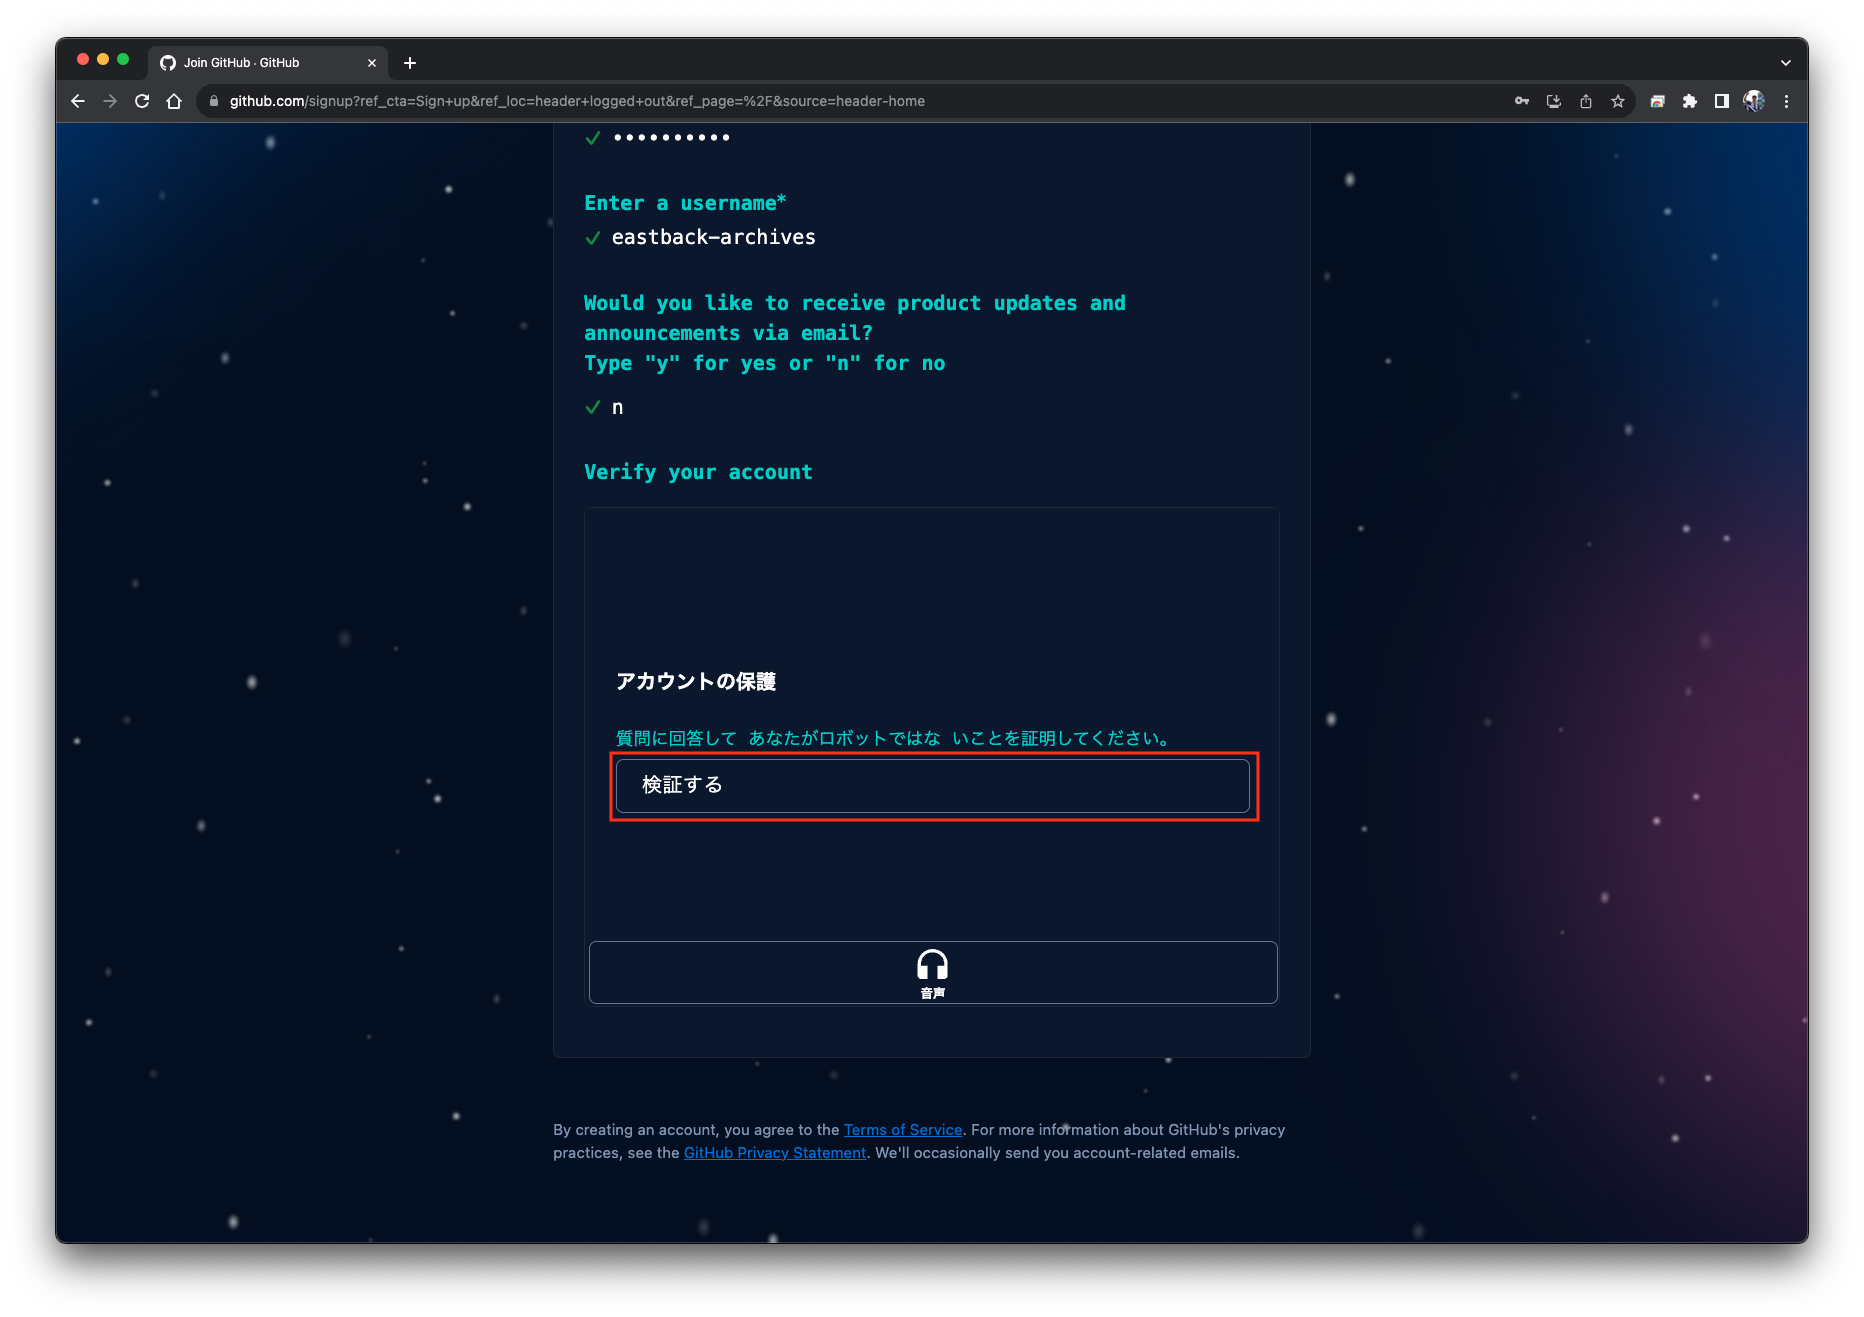 Join GitHub · GitHub
github.com/signup?ref_cta=Sign+up&ref_loc=header+logged+out&ref_page=%2F&source=header-home
••••••••••
Enter a username*
eastback-archives
Would you like to receive product updates and
announcements via email?
Type "y" for yes or "n" for no
n
Verify your account
アカウントの保護
質問に回答して あなたがロボットではな いことを証明してください。
検証する
音声
By creating an account, you agree to the Terms of Service. For more information about GitHub's privacy
practices, see the GitHub Privacy Statement. We'll occasionally send you account-related emails.